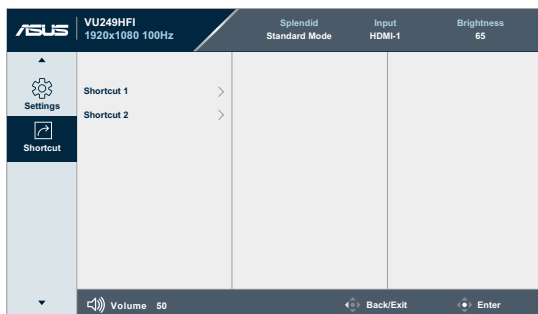 ASUS
VU249HFI
1920x1080 100Hz
Splendid
Standard Mode
Input
HDMI-1
Brightness
65
Settings
Shortcut
Shortcut 1
Shortcut 2
Volume 50
Back/Exit
Enter